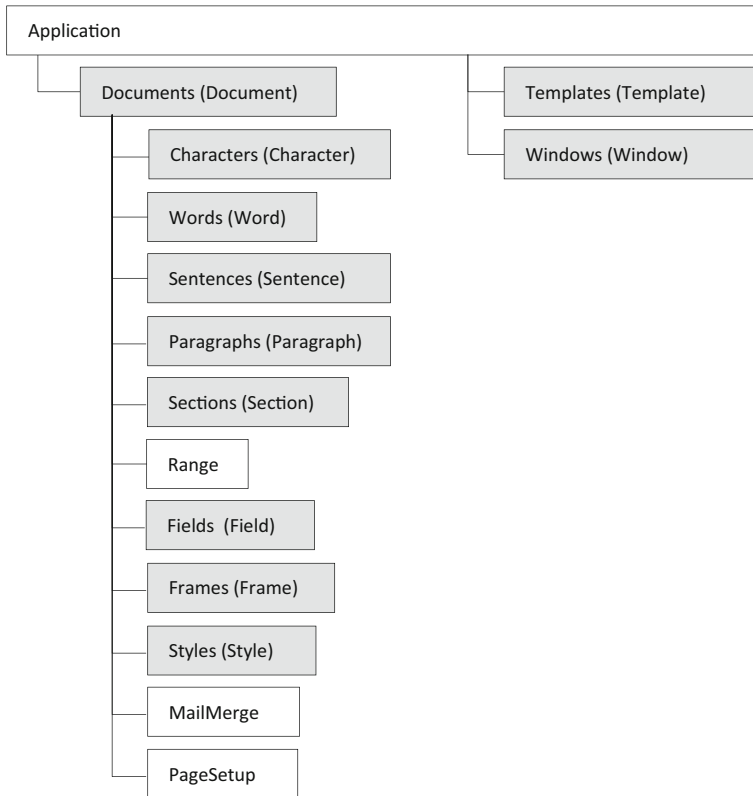 Application
Documents (Document)
Templates (Template)
Windows (Window)
Characters (Character)
Words (Word)
Sentences (Sentence)
Paragraphs (Paragraph)
Sections (Section)
Range
Fields (Field)
Frames (Frame)
Styles (Style)
MailMerge
PageSetup